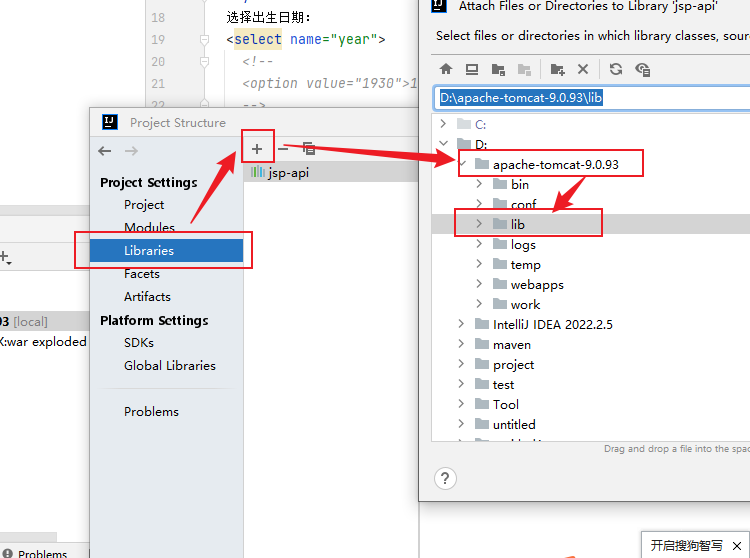 18 选择出生日期：
19 <select name="year">
20 <!--
21 <option value="1930">1
22 -->
Project Structure
Project Settings
Project
Modules
Libraries
Facets
Artifacts
Platform Settings
SDKs
Global Libraries
Problems
jsp-api
[local]
:war exploded
Problems
Attach Files or Directories to Library 'jsp-api'
Select files or directories in which library classes, sour
D:\apache-tomcat-9.0.93\lib
C:
D:
apache-tomcat-9.0.93
bin
conf
lib
logs
temp
webapps
work
IntelliJ IDEA 2022.2.5
maven
project
test
Tool
untitled
Drag and drop a file into the spac
?
开启搜狗智写